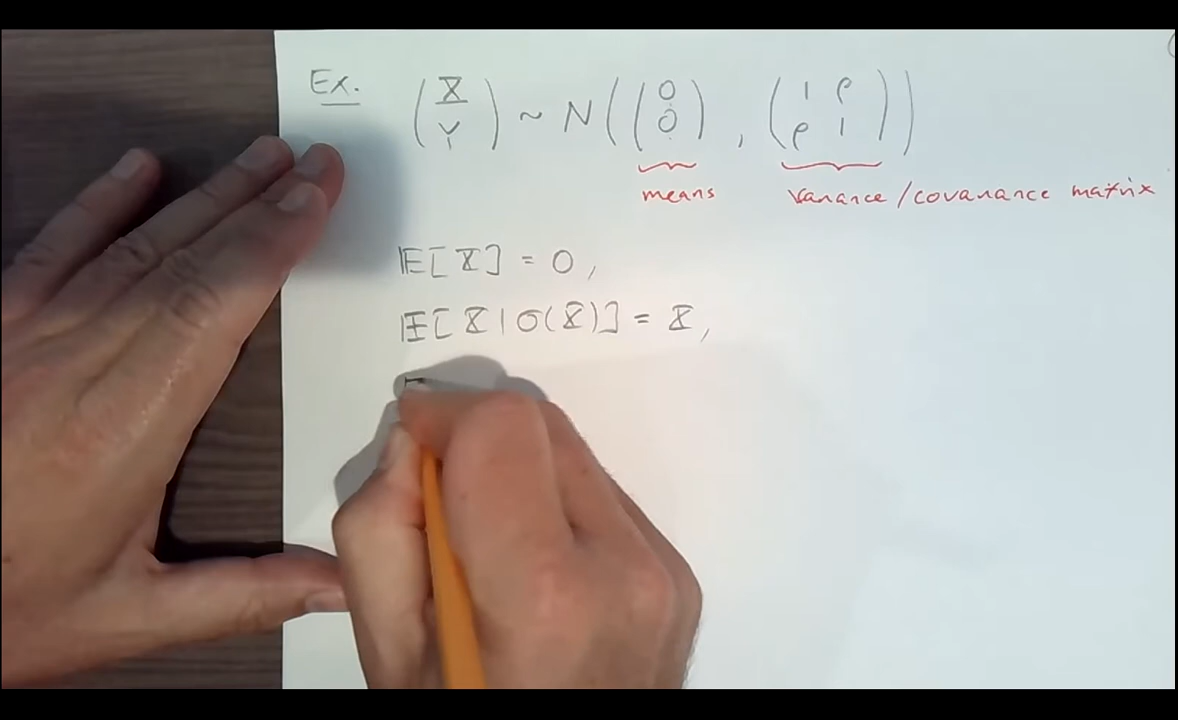 Ex. (X Y) ~ N((0 0), (1 ρ ρ 1))
means variance/covariance matrix
E[X] = 0,
E[X|σ(X)] = X,